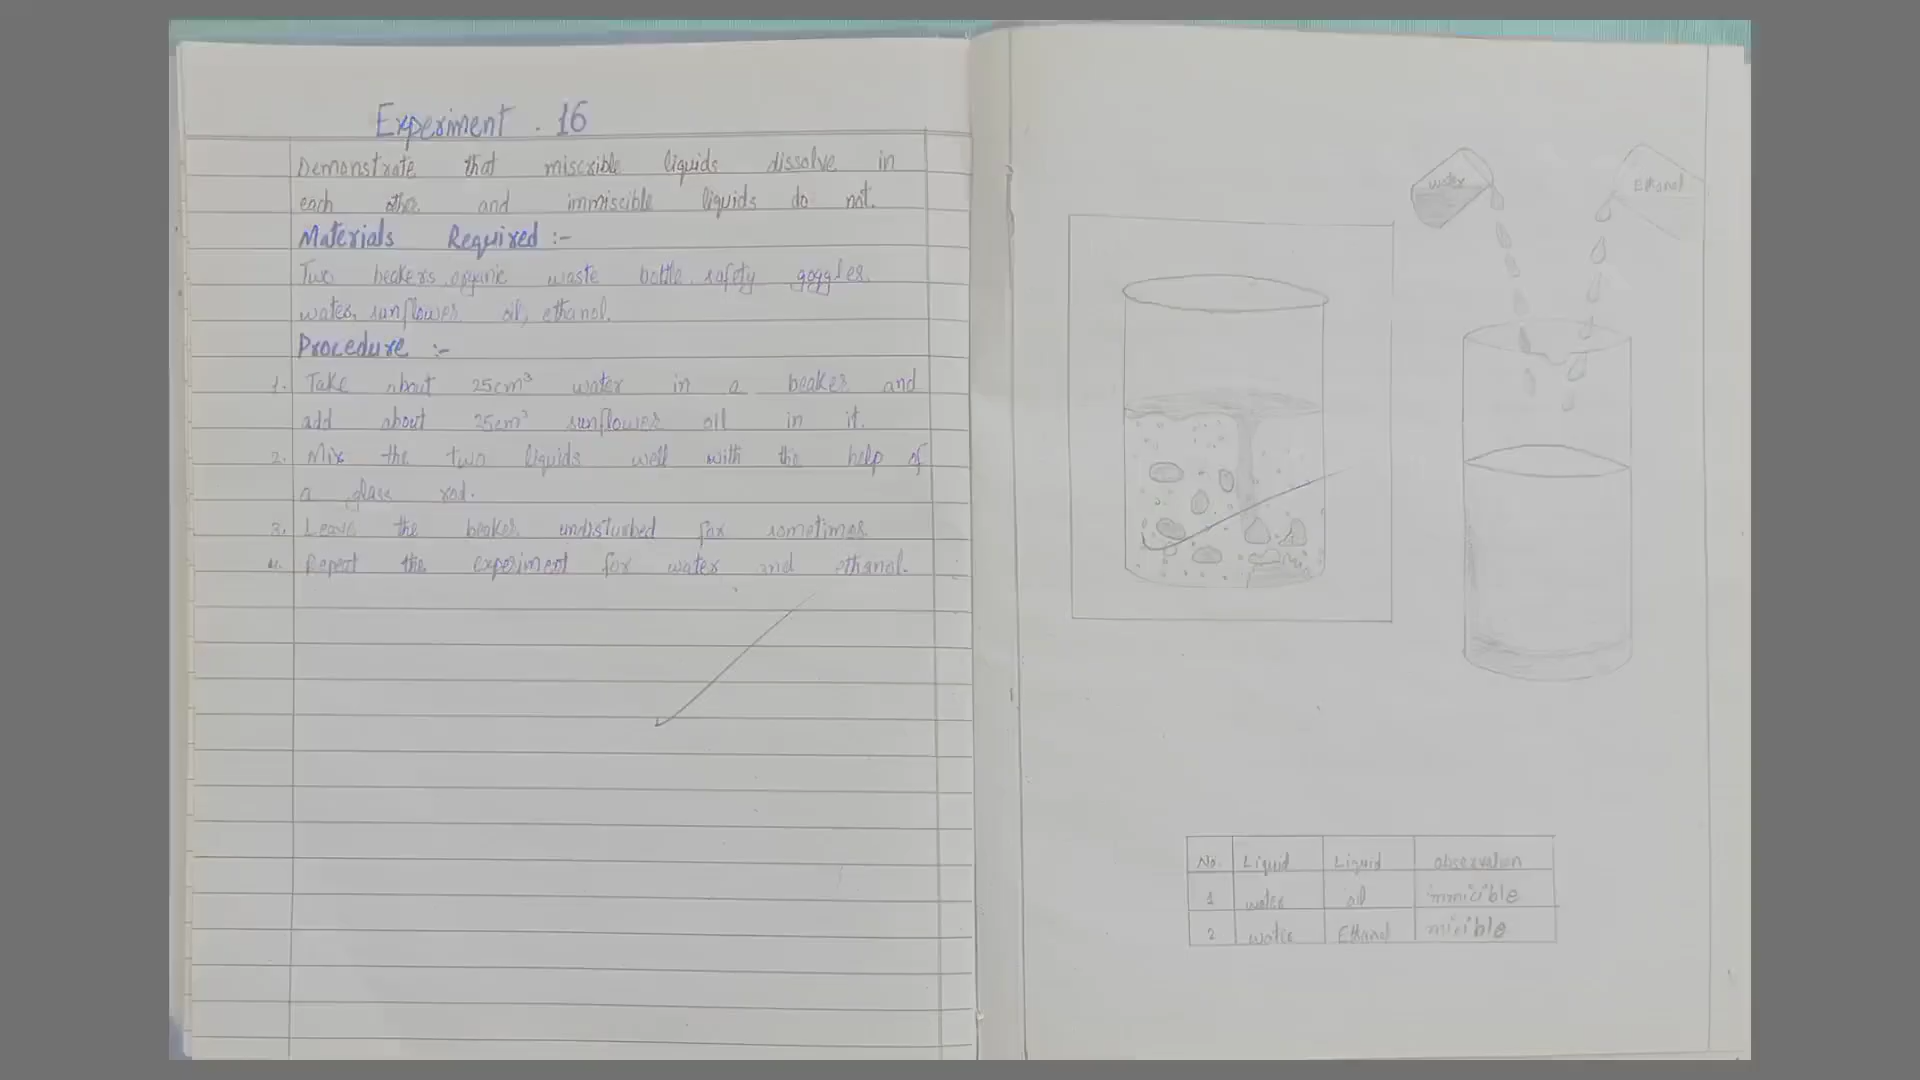 Experiment . 16
Demonstrate that miscrible liquids dissolve in
each othe and immiscible liquids do not.
Materials Required :-
Two beakers, organic waste bottle, safety goggles,
water, sunflower oil, ethanol.
Procedure :-
1. Take about 25cm³ water in a beaker and
add about 25cm³ sunflower oil in it.
2. Mix the two liquids well with the help of
a glass rod.
3. Leave the beaker undisturbed for sometimes.
4. Repeat the experiment for water and ethanol.
water
Ethanol
No. Liquid Liquid observation
1 water oil immicible
2 water Ethanol micible